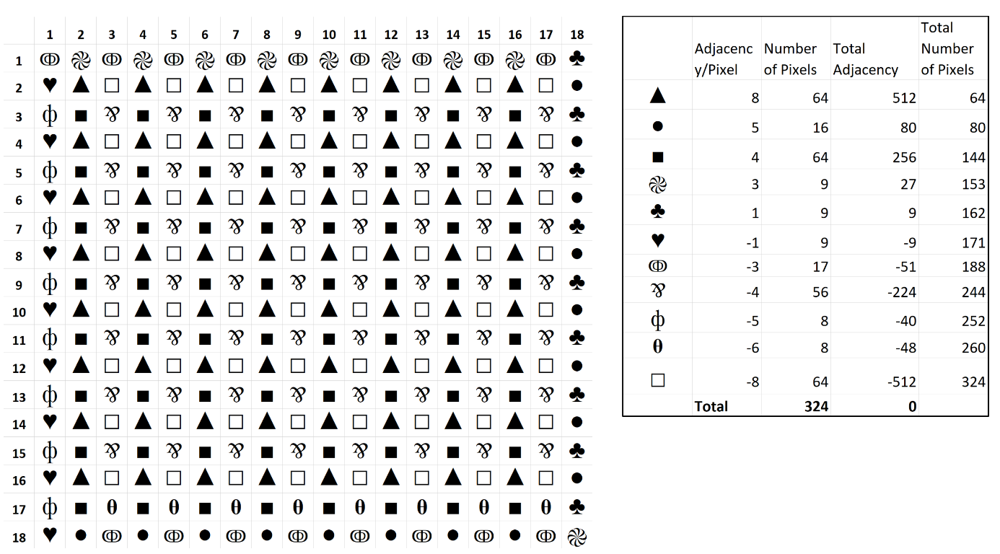 1 2 3 4 5 6 7 8 9 10 11 12 13 14 15 16 17 18
1 ↂ ֎ ↂ ֎ ↂ ֎ ↂ ֎ ↂ ֎ ↂ ֎ ↂ ֎ ↂ ֎ ↂ ♣
2 ♥ ▲ □ ▲ □ ▲ □ ▲ □ ▲ □ ▲ □ ▲ □ ▲ □ ●
3 ф ■ ₰ ■ ₰ ■ ₰ ■ ₰ ■ ₰ ■ ₰ ■ ₰ ■ ₰ ♣
4 ♥ ▲ □ ▲ □ ▲ □ ▲ □ ▲ □ ▲ □ ▲ □ ▲ □ ●
5 ф ■ ₰ ■ ₰ ■ ₰ ■ ₰ ■ ₰ ■ ₰ ■ ₰ ■ ₰ ♣
6 ♥ ▲ □ ▲ □ ▲ □ ▲ □ ▲ □ ▲ □ ▲ □ ▲ □ ●
7 ф ■ ₰ ■ ₰ ■ ₰ ■ ₰ ■ ₰ ■ ₰ ■ ₰ ■ ₰ ♣
8 ♥ ▲ □ ▲ □ ▲ □ ▲ □ ▲ □ ▲ □ ▲ □ ▲ □ ●
9 ф ■ ₰ ■ ₰ ■ ₰ ■ ₰ ■ ₰ ■ ₰ ■ ₰ ■ ₰ ♣
10 ♥ ▲ □ ▲ □ ▲ □ ▲ □ ▲ □ ▲ □ ▲ □ ▲ □ ●
11 ф ■ ₰ ■ ₰ ■ ₰ ■ ₰ ■ ₰ ■ ₰ ■ ₰ ■ ₰ ♣
12 ♥ ▲ □ ▲ □ ▲ □ ▲ □ ▲ □ ▲ □ ▲ □ ▲ □ ●
13 ф ■ ₰ ■ ₰ ■ ₰ ■ ₰ ■ ₰ ■ ₰ ■ ₰ ■ ₰ ♣
14 ♥ ▲ □ ▲ □ ▲ □ ▲ □ ▲ □ ▲ □ ▲ □ ▲ □ ●
15 ф ■ ₰ ■ ₰ ■ ₰ ■ ₰ ■ ₰ ■ ₰ ■ ₰ ■ ₰ ♣
16 ♥ ▲ □ ▲ □ ▲ □ ▲ □ ▲ □ ▲ □ ▲ □ ▲ □ ●
17 ф ■ θ ■ θ ■ θ ■ θ ■ θ ■ θ ■ θ ■ θ ♣
18 ♥ ● ↂ ● ↂ ● ↂ ● ↂ ● ↂ ● ↂ ● ↂ ● ↂ ֎
Total
Adjacenc Number Total Number
y/Pixel of Pixels Adjacency of Pixels
▲ 8 64 512 64
● 5 16 80 80
■ 4 64 256 144
֎ 3 9 27 153
♣ 1 9 9 162
♥ -1 9 -9 171
ↂ -3 17 -51 188
₰ -4 56 -224 244
ф -5 8 -40 252
θ -6 8 -48 260
□ -8 64 -512 324
Total 324 0